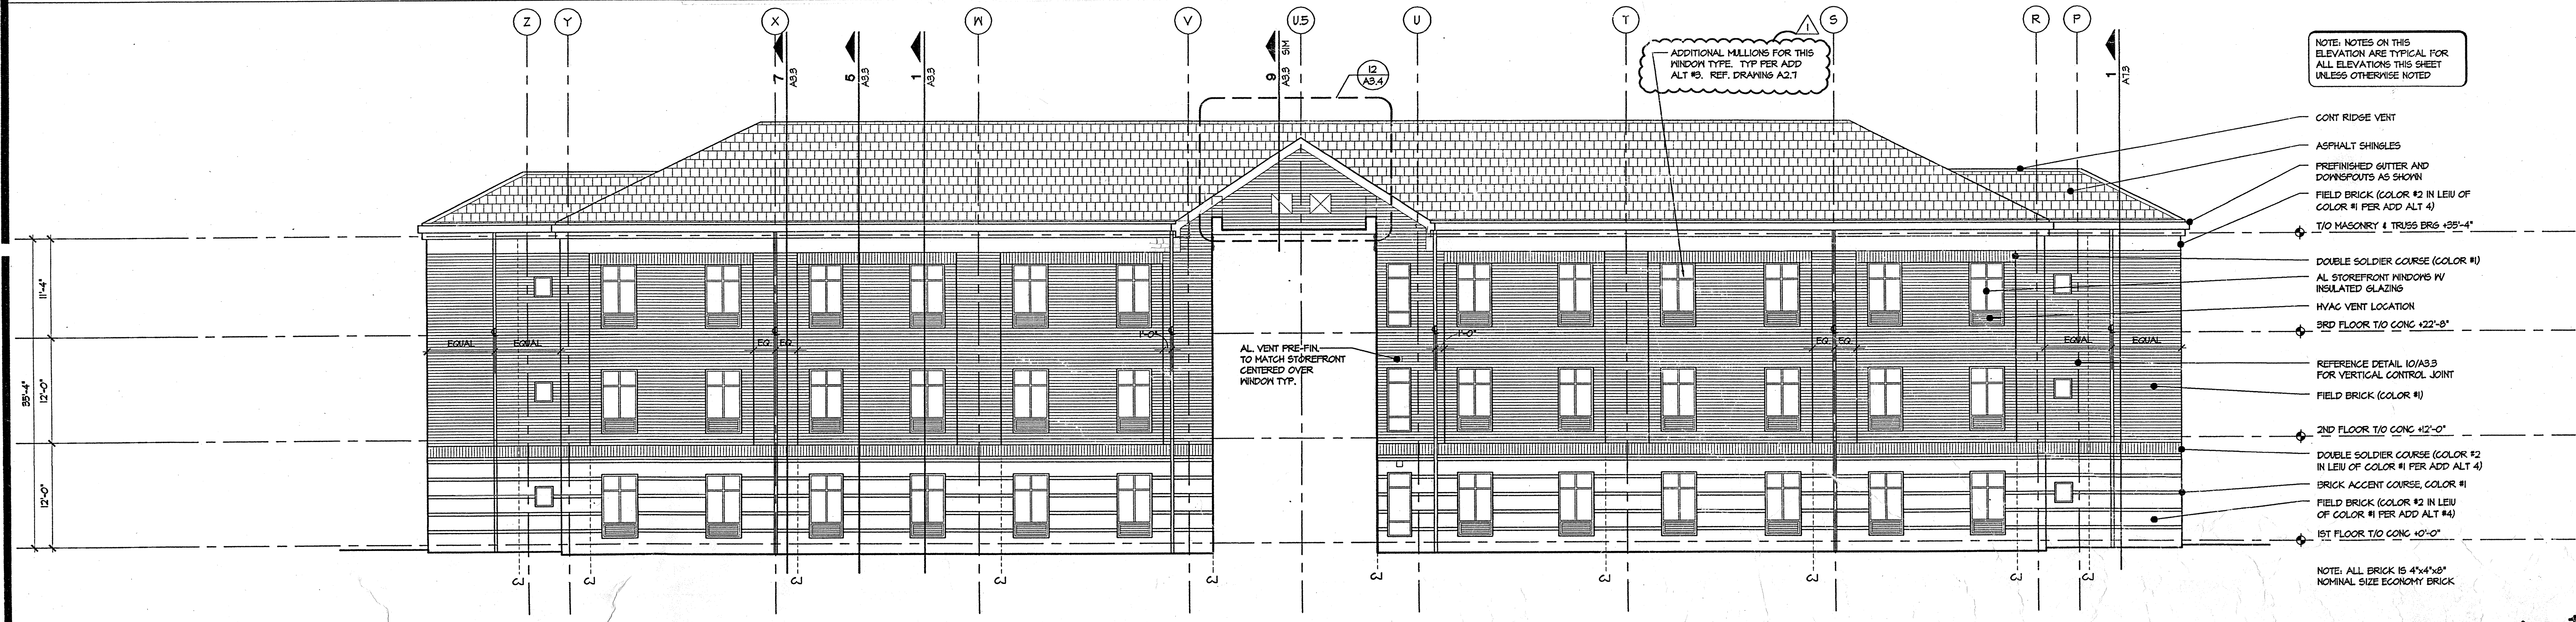 Z Y X W V U.5 U T S R P
1
7
A3.3
5
A3.3
1
A3.3
9
A3.3
SIM
12
A3.4
1
A7.3
ADDITIONAL MULLIONS FOR THIS
WINDOW TYPE. TYP PER ADD
ALT #3. REF. DRAWING A2.7
NOTE: NOTES ON THIS
ELEVATION ARE TYPICAL FOR
ALL ELEVATIONS THIS SHEET
UNLESS OTHERWISE NOTED
CONT RIDGE VENT
ASPHALT SHINGLES
PREFINISHED GUTTER AND
DOWNSPOUTS AS SHOWN
FIELD BRICK (COLOR #2 IN LEIU OF
COLOR #1 PER ADD ALT 4)
T/O MASONRY & TRUSS BRG +35'-4"
DOUBLE SOLDIER COURSE (COLOR #1)
AL STOREFRONT WINDOWS W/
INSULATED GLAZING
HVAC VENT LOCATION
3RD FLOOR T/O CONC +22'-8"
REFERENCE DETAIL 10/A3.3
FOR VERTICAL CONTROL JOINT
FIELD BRICK (COLOR #1)
2ND FLOOR T/O CONC +12'-0"
DOUBLE SOLDIER COURSE (COLOR #2
IN LEIU OF COLOR #1 PER ADD ALT 4)
BRICK ACCENT COURSE, COLOR #1
FIELD BRICK (COLOR #2 IN LEIU
OF COLOR #1 PER ADD ALT #4)
1ST FLOOR T/O CONC +0'-0"
NOTE: ALL BRICK IS 4"x4"x8"
NOMINAL SIZE ECONOMY BRICK
35'-4"
11'-4"
12'-0"
12'-0"
EQUAL EQUAL EQ EQ 1'-0" 1'-0" EQ EQ EQUAL EQUAL
AL. VENT PRE-FIN.
TO MATCH STOREFRONT
CENTERED OVER
WINDOW TYP.
CJ CJ CJ CJ CJ CJ CJ CJ CJ CJ